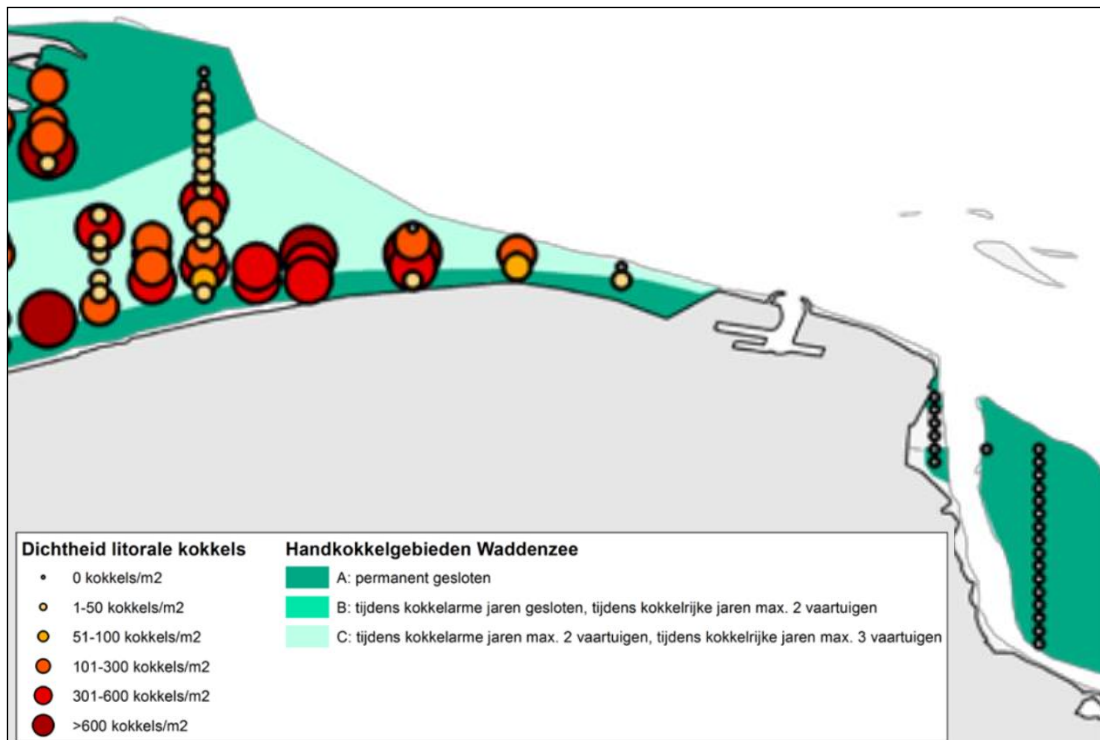 Dichtheid litorale kokkels
0 kokkels/m2
1-50 kokkels/m2
51-100 kokkels/m2
101-300 kokkels/m2
301-600 kokkels/m2
>600 kokkels/m2
Handkokkelgebieden Waddenzee
A: permanent gesloten
B: tijdens kokkelarme jaren gesloten, tijdens kokkelrijke jaren max. 2 vaartuigen
C: tijdens kokkelarme jaren max. 2 vaartuigen, tijdens kokkelrijke jaren max. 3 vaartuigen